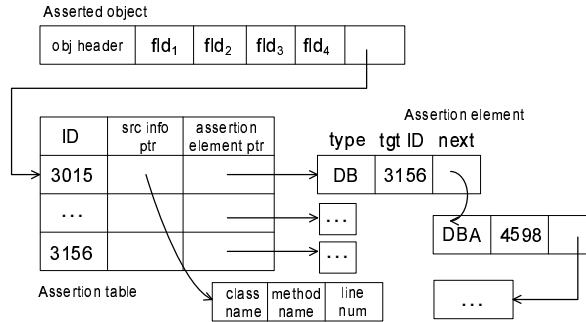 Asserted object
obj header fld1 fld2 fld3 fld4
Assertion element
ID src info ptr assertion element ptr
type tgt ID next
3015
DB 3156
...
...
DBA 4598
3156
...
...
Assertion table
class name method name line num